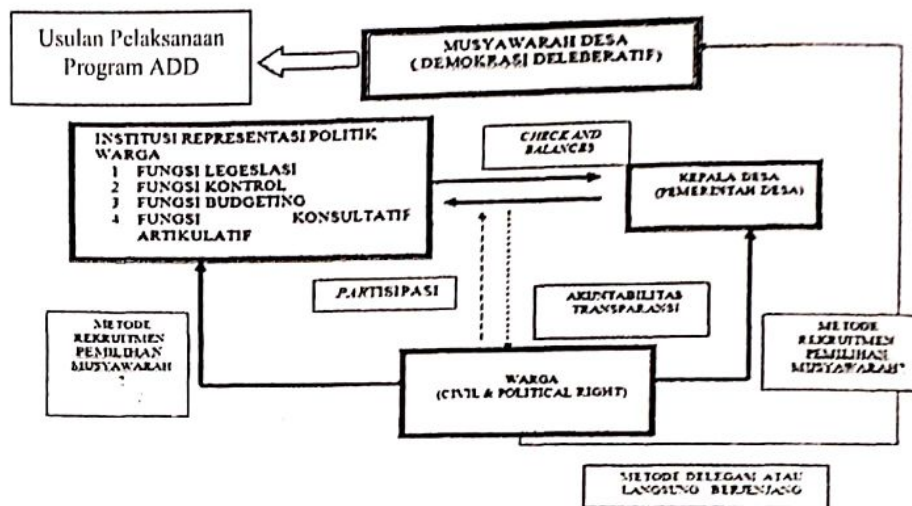 Usulan Pelaksanaan
Program ADD
MUSYAWARAH DESA
(DEMOKRASI DELEBERATIF)
INSTITUSI REPRESENTASI POLITIK
WARGA
1 FUNGSI LEGESLASI
2 FUNGSI KONTROL
3 FUNGSI BUDGETING
4 FUNGSI KONSULTATIF
ARTIKULATIF
CHECK AND
BALANCES
KEPALA DESA
(PEMERINTAH DESA)
PARTISIPASI
AKUNTABILITAS
TRANSPARANSI
METODE
REKRUITMEN
PEMILIHAN
MUSYAWARAH
?
METODE
REKRUITMEN
PEMILIHAN
MUSYAWARAH?
WARGA
(CIVIL & POLITICAL RIGHT)
METODE DELEGASI ATAU
LANGSUNG BERJENJANG